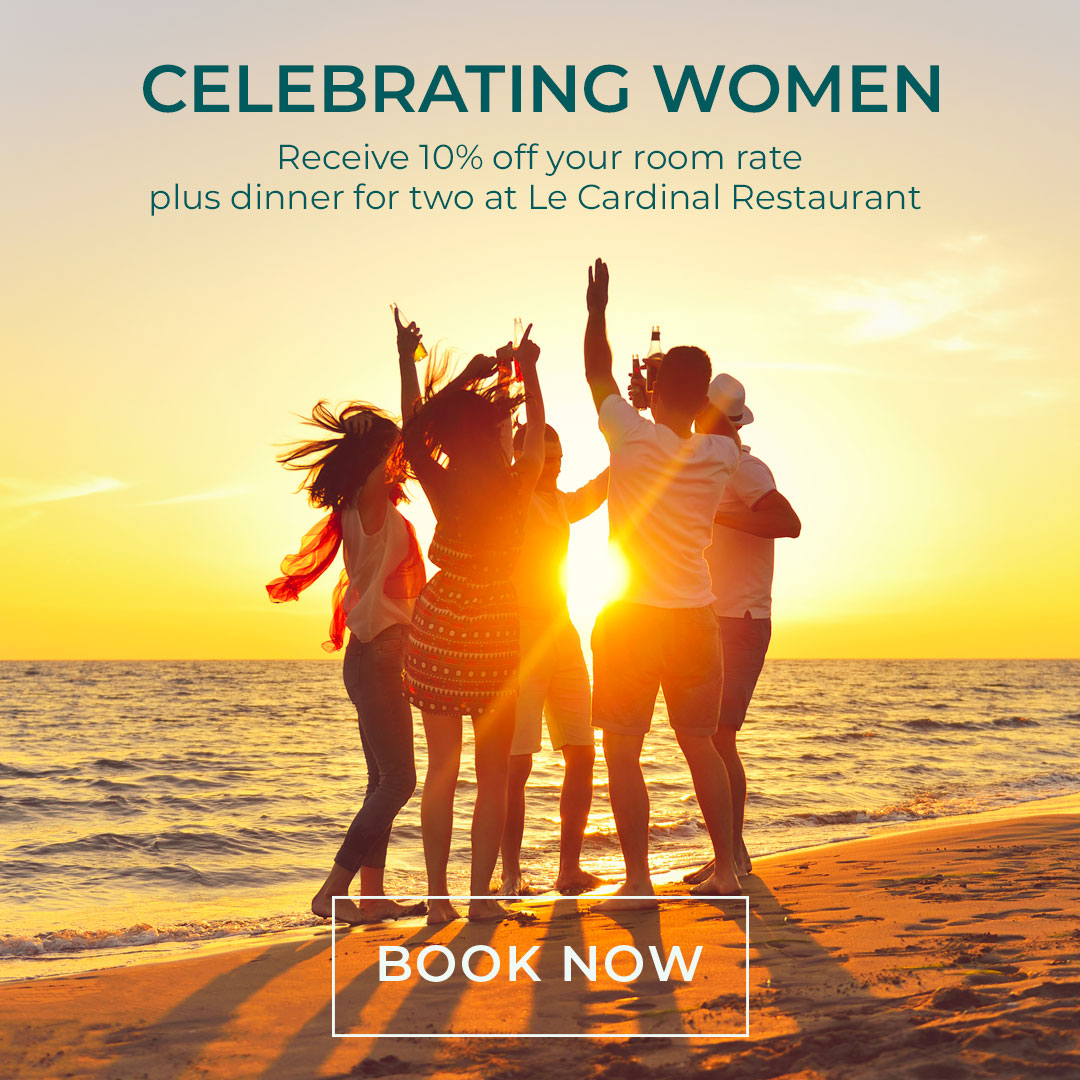 CELEBRATING WOMEN
Receive 10% off your room rate
plus dinner for two at Le Cardinal Restaurant
BOOK NOW